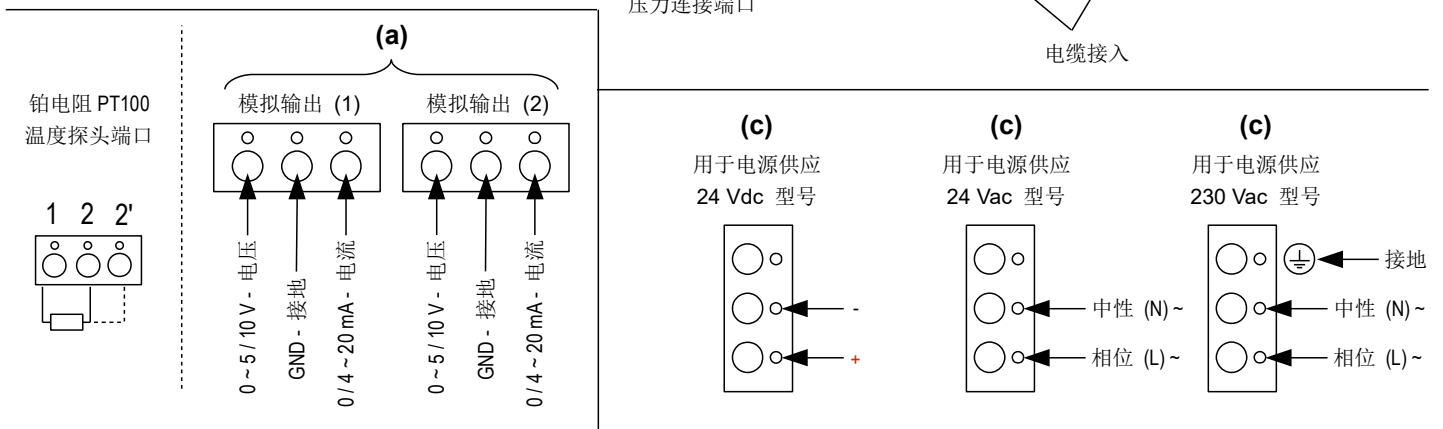 压力连接端口
电缆接入
(a)
铂电阻 PT100
温度探头端口
模拟输出 (1)
模拟输出 (2)
1 2 2'
0 ~ 5 / 10 V - 电压
GND - 接地
0 / 4 ~ 20 mA - 电流
0 ~ 5 / 10 V - 电压
GND - 接地
0 / 4 ~ 20 mA - 电流
(c)
用于电源供应
24 Vdc 型号
-
+
(c)
用于电源供应
24 Vac 型号
中性 (N) ~
相位 (L) ~
(c)
用于电源供应
230 Vac 型号
接地
中性 (N) ~
相位 (L) ~